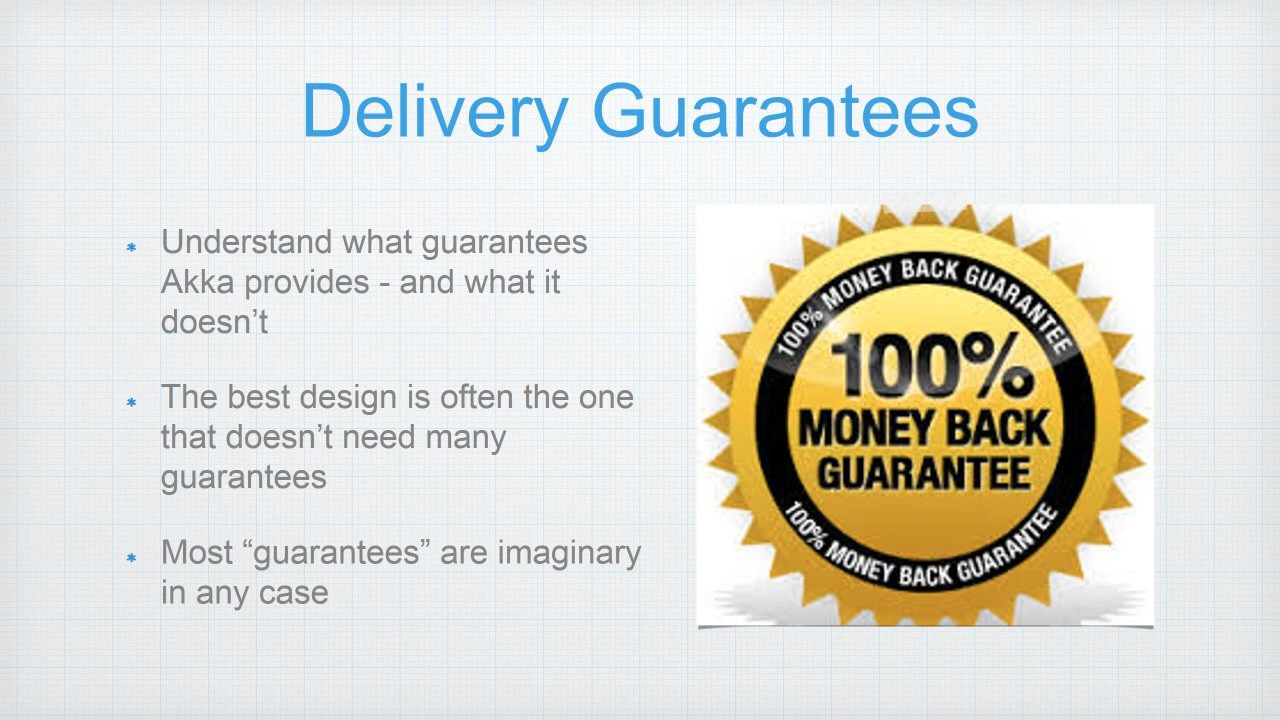 Delivery Guarantees
* Understand what guarantees
Akka provides - and what it
doesn’t
* The best design is often the one
that doesn’t need many
guarantees
* Most “guarantees” are imaginary
in any case
100% MONEY BACK GUARANTEE
100%
MONEY BACK
GUARANTEE
100% MONEY BACK GUARANTEE